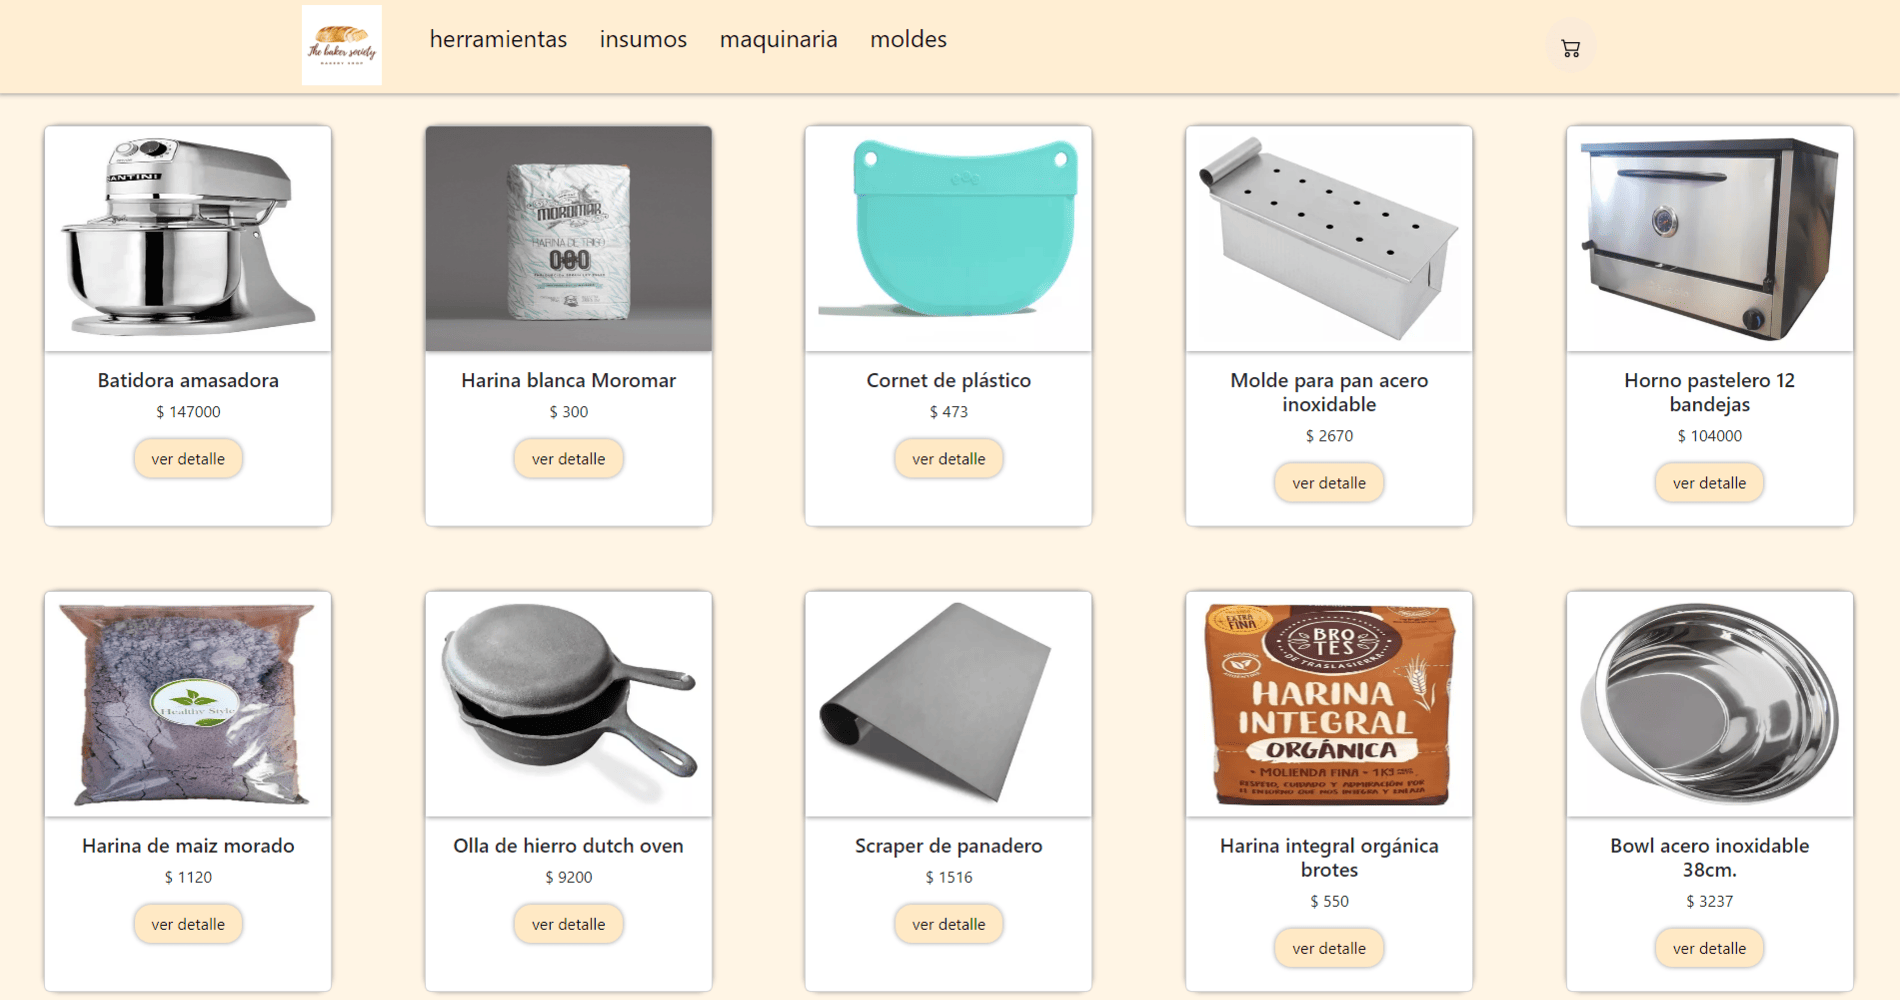 The baker society
BAKERY SHOP
herramientas
insumos
maquinaria
moldes
ANTINI
MOROMAR
HARINA DE TRIGO
000
Batidora amasadora
$ 147000
ver detalle
Harina blanca Moromar
$ 300
ver detalle
Cornet de plástico
$ 473
ver detalle
Molde para pan acero
inoxidable
$ 2670
ver detalle
Horno pastelero 12
bandejas
$ 104000
ver detalle
Healthy Style
EXTRA
FINA
BRO
TES
DE TRASLASIERRA
HARINA
INTEGRAL
ORGÁNICA
- MOLIENDA FINA - 1KG
RESPETO, CUIDADO Y ADMIRACIÓN POR
EL ENTORNO QUE NOS INTEGRA Y ENLAZA
Harina de maiz morado
$ 1120
ver detalle
Olla de hierro dutch oven
$ 9200
ver detalle
Scraper de panadero
$ 1516
ver detalle
Harina integral orgánica
brotes
$ 550
ver detalle
Bowl acero inoxidable
38cm.
$ 3237
ver detalle